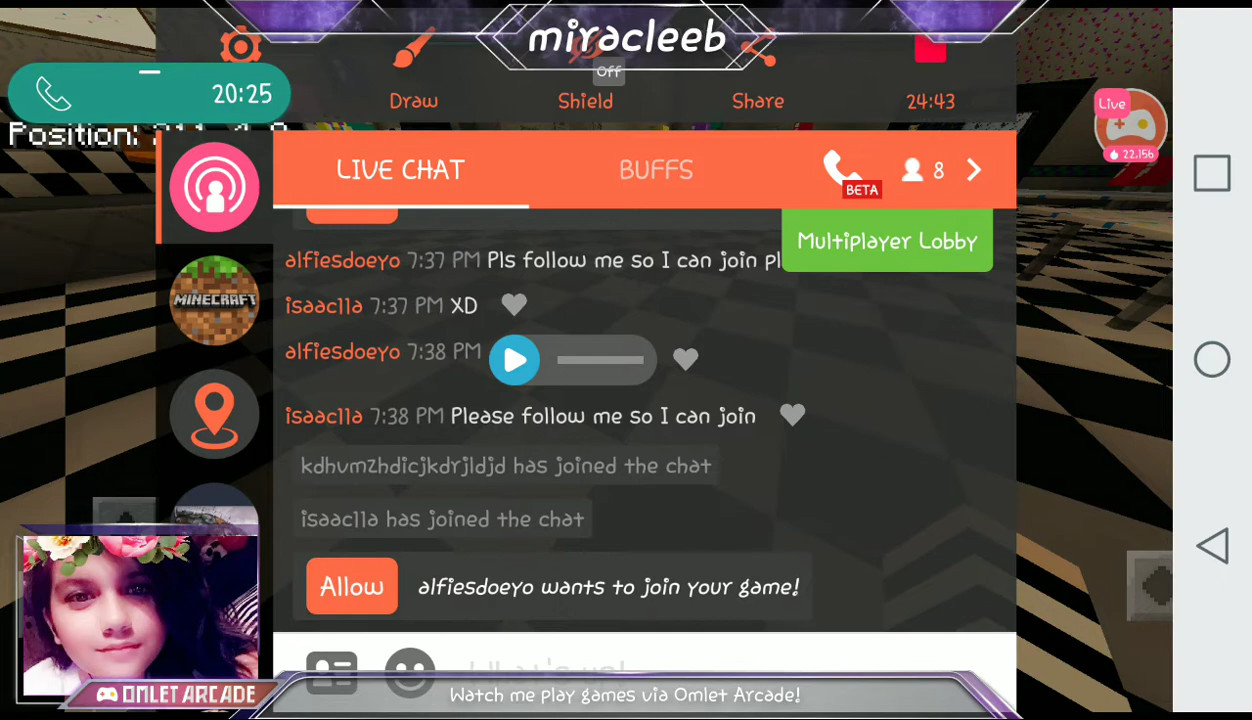 miracleeb
Off
20:25
Draw
Shield
Share
24:43
Position:
Live
22,156
LIVE CHAT
BUFFS
BETA
8
Multiplayer Lobby
alfiesdoeyo 7:37 PM Pls follow me so I can join
isaac11a 7:37 PM XD
MINECRAFT
alfiesdoeyo 7:38 PM
isaac11a 7:38 PM Please follow me so I can join
kdhvmzhdicjkdrjldjd has joined the chat
isaac11a has joined the chat
Allow
alfiesdoeyo wants to join your game!
What's up!
OMLET ARCADE
Watch me play games via Omlet Arcade!